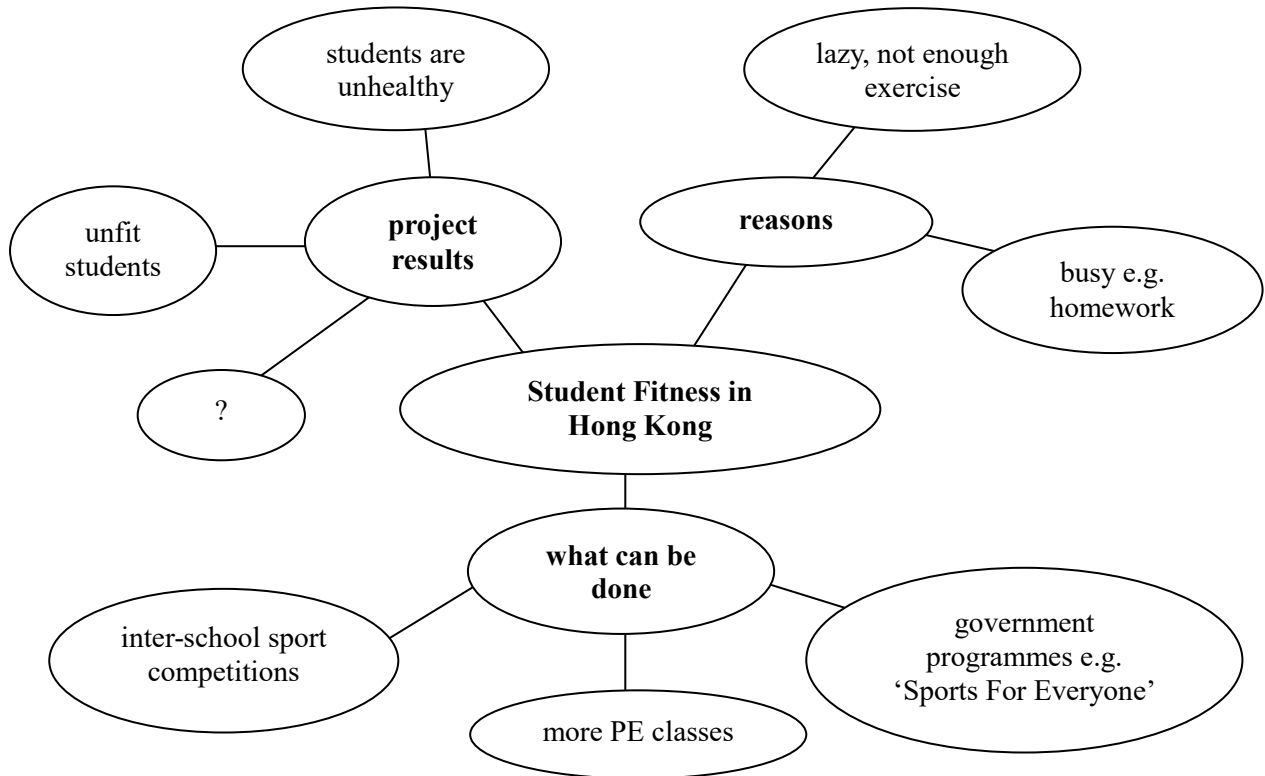 students are
unhealthy
lazy, not enough
exercise
unfit
students
project
results
reasons
busy e.g.
homework
?
Student Fitness in
Hong Kong
what can be
done
inter-school sport
competitions
more PE classes
government
programmes e.g.
‘Sports For Everyone’